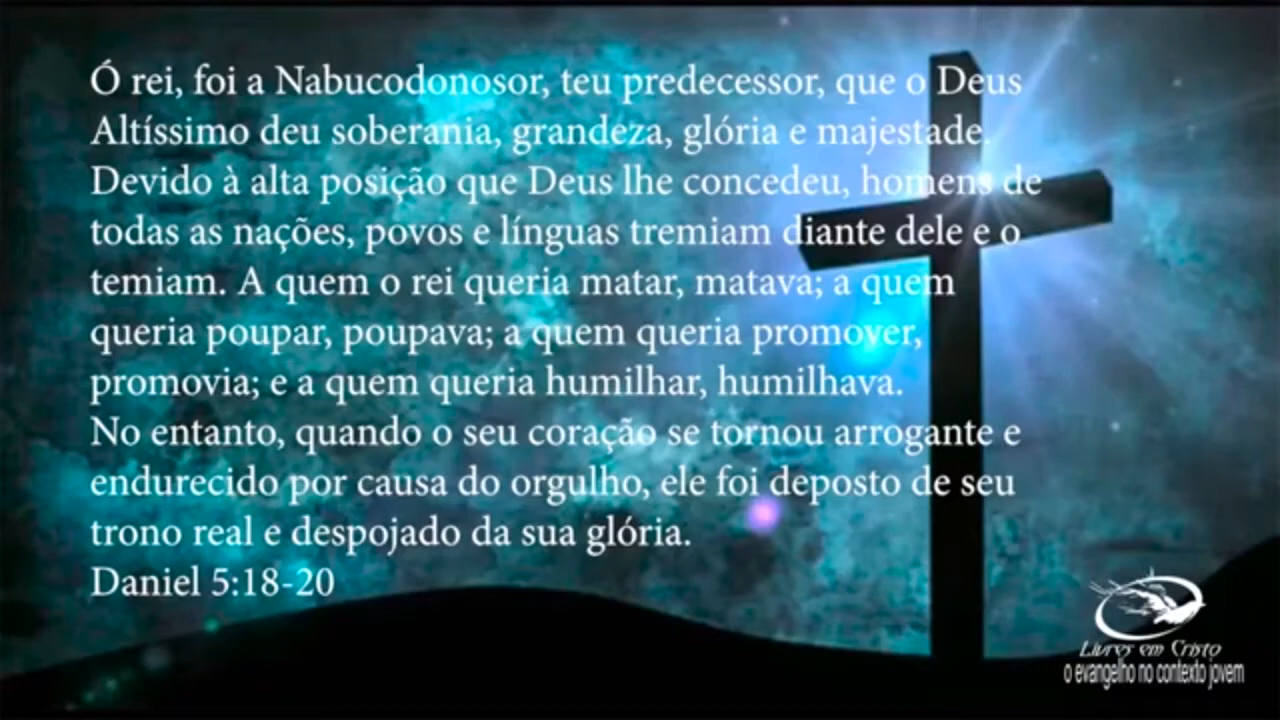 Ó rei, foi a Nabucodonosor, teu predecessor, que o Deus
Altíssimo deu soberania, grandeza, glória e majestade.
Devido à alta posição que Deus lhe concedeu, homens de
todas as nações, povos e línguas tremiam diante dele e o
temiam. A quem o rei queria matar, matava; a quem
queria poupar, poupava; a quem queria promover,
promovia; e a quem queria humilhar, humilhava.
No entanto, quando o seu coração se tornou arrogante e
endurecido por causa do orgulho, ele foi deposto de seu
trono real e despojado da sua glória.
Daniel 5:18-20
Livres em Cristo
o evangelho no contexto jovem